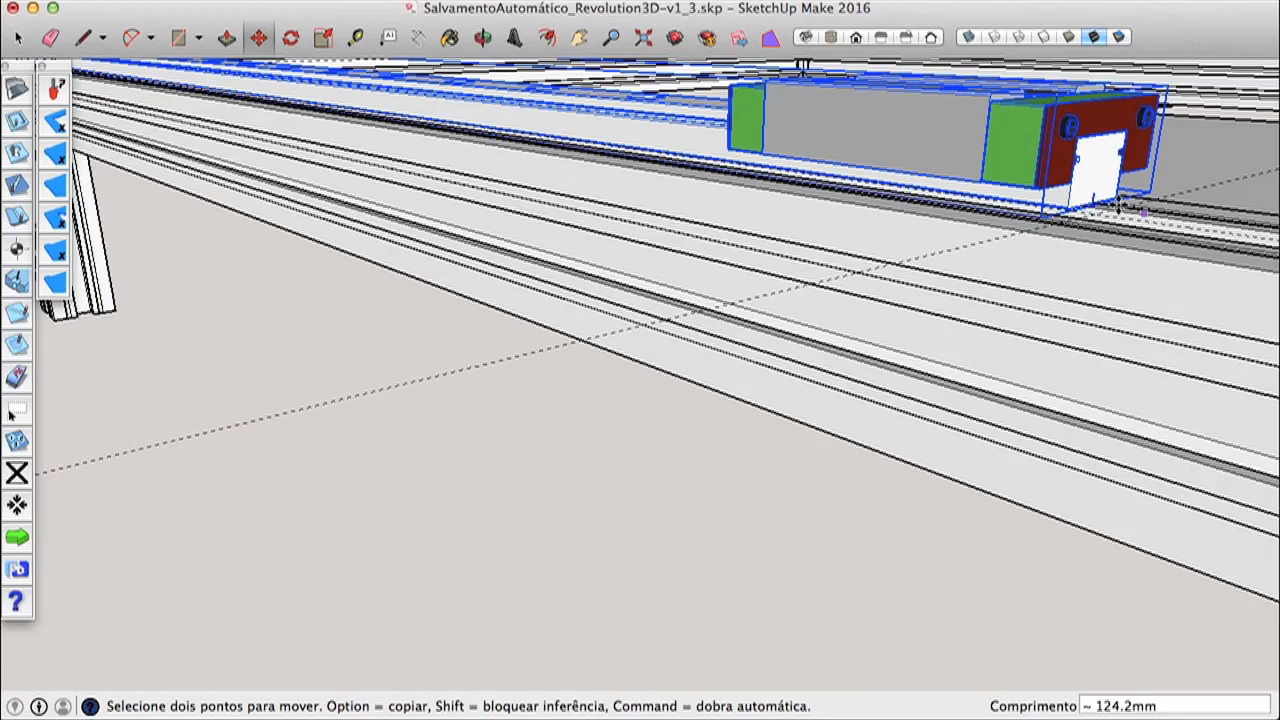 SalvamentoAutomático_Revolution3D-v1_3.skp - SketchUp Make 2016
Selecione dois pontos para mover. Option = copiar, Shift = bloquear inferência, Command = dobra automática.
Comprimento ~ 124.2mm